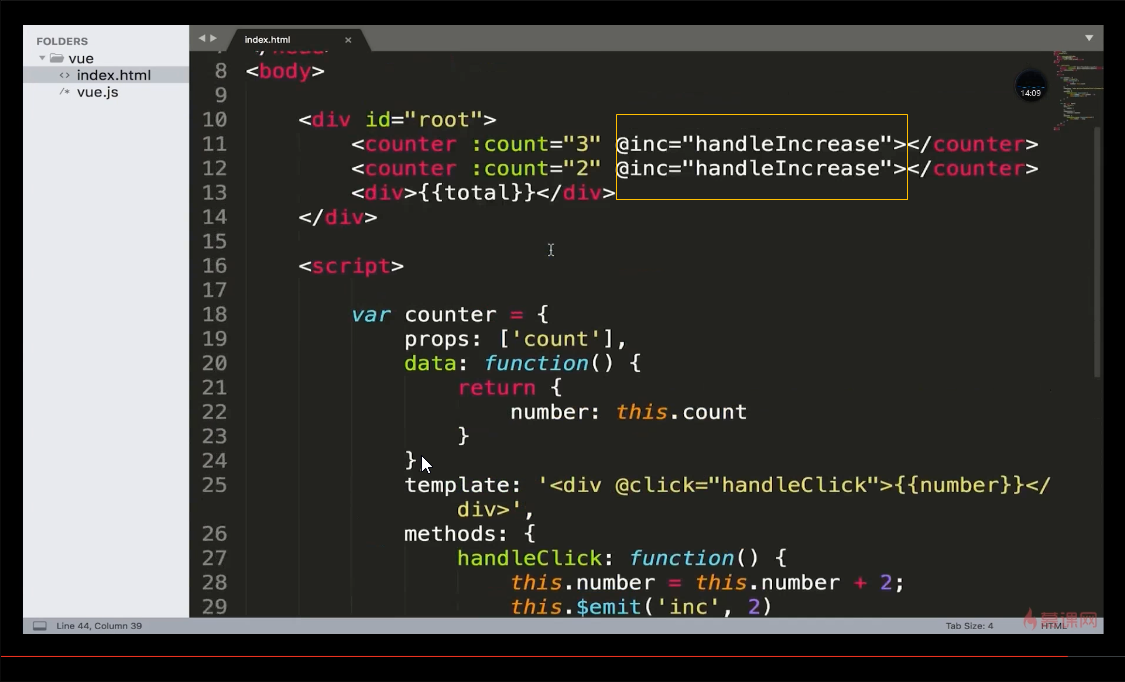 FOLDERS
vue
<> index.html
/* vue.js
index.html
14:09
8 <body>
9
10 <div id="root">
11 <counter :count="3" @inc="handleIncrease"></counter>
12 <counter :count="2" @inc="handleIncrease"></counter>
13 <div>{{total}}</div>
14 </div>
15
16 <script>
17
18 var counter = {
19 props: ['count'],
20 data: function() {
21 return {
22 number: this.count
23 }
24 }
25 template: '<div @click="handleClick">{{number}}</
div>',
26 methods: {
27 handleClick: function() {
28 this.number = this.number + 2;
29 this.$emit('inc', 2)
慕课网
Line 44, Column 39
Tab Size: 4
HTML